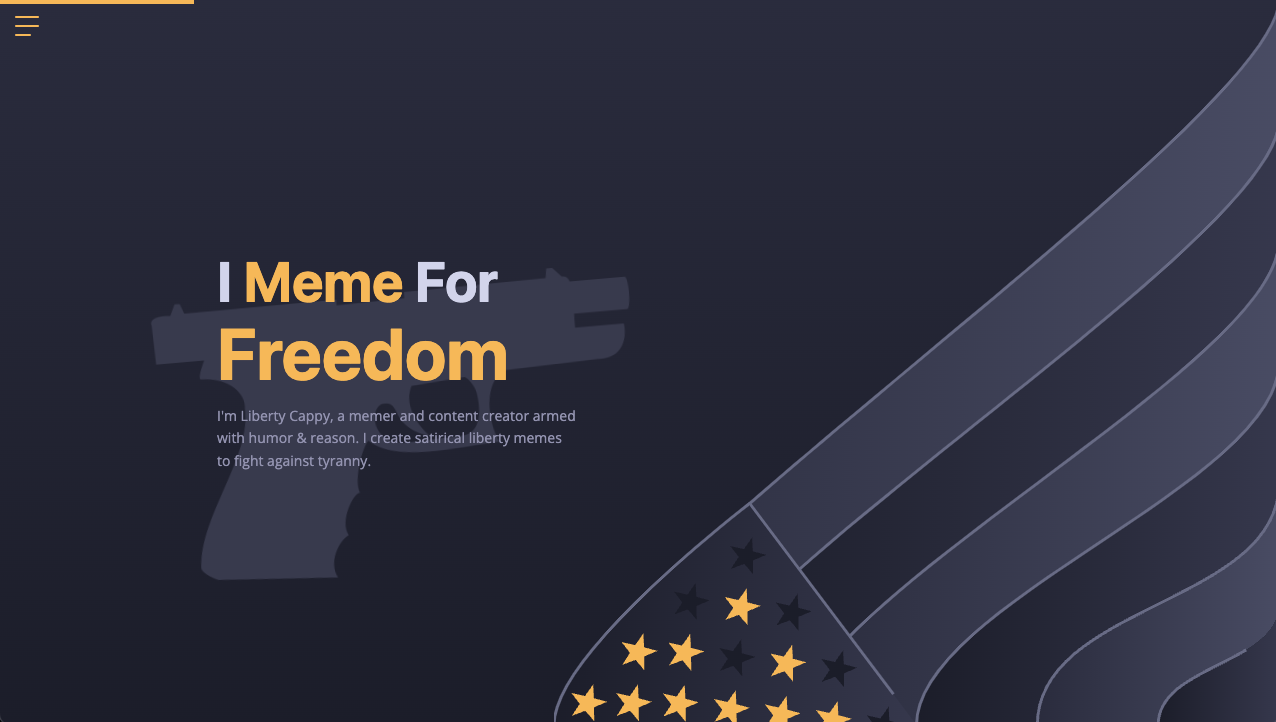 I Meme For
Freedom
I'm Liberty Cappy, a memer and content creator armed
with humor & reason. I create satirical liberty memes
to fight against tyranny.